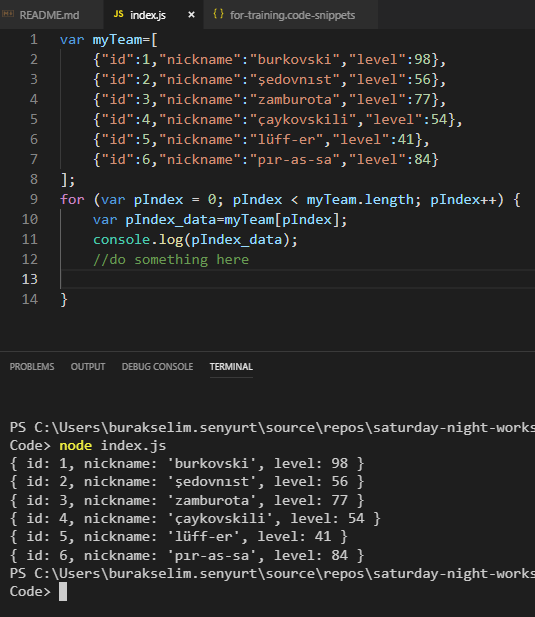 README.md JS index.js × { } for-training.code-snippets
1 var myTeam=[
2 {"id":1,"nickname":"burkovski","level":98},
3 {"id":2,"nickname":"şedovnıst","level":56},
4 {"id":3,"nickname":"zamburota","level":77},
5 {"id":4,"nickname":"çaykovskili","level":54},
6 {"id":5,"nickname":"lüff-er","level":41},
7 {"id":6,"nickname":"pır-as-sa","level":84}
8 ];
9 for (var pIndex = 0; pIndex < myTeam.length; pIndex++) {
10 var pIndex_data=myTeam[pIndex];
11 console.log(pIndex_data);
12 //do something here
13
14 }
PROBLEMS OUTPUT DEBUG CONSOLE TERMINAL
PS C:\Users\burakselim.senyurt\source\repos\saturday-night-works
Code> node index.js
{ id: 1, nickname: 'burkovski', level: 98 }
{ id: 2, nickname: 'şedovnıst', level: 56 }
{ id: 3, nickname: 'zamburota', level: 77 }
{ id: 4, nickname: 'çaykovskili', level: 54 }
{ id: 5, nickname: 'lüff-er', level: 41 }
{ id: 6, nickname: 'pır-as-sa', level: 84 }
PS C:\Users\burakselim.senyurt\source\repos\saturday-night-works
Code>